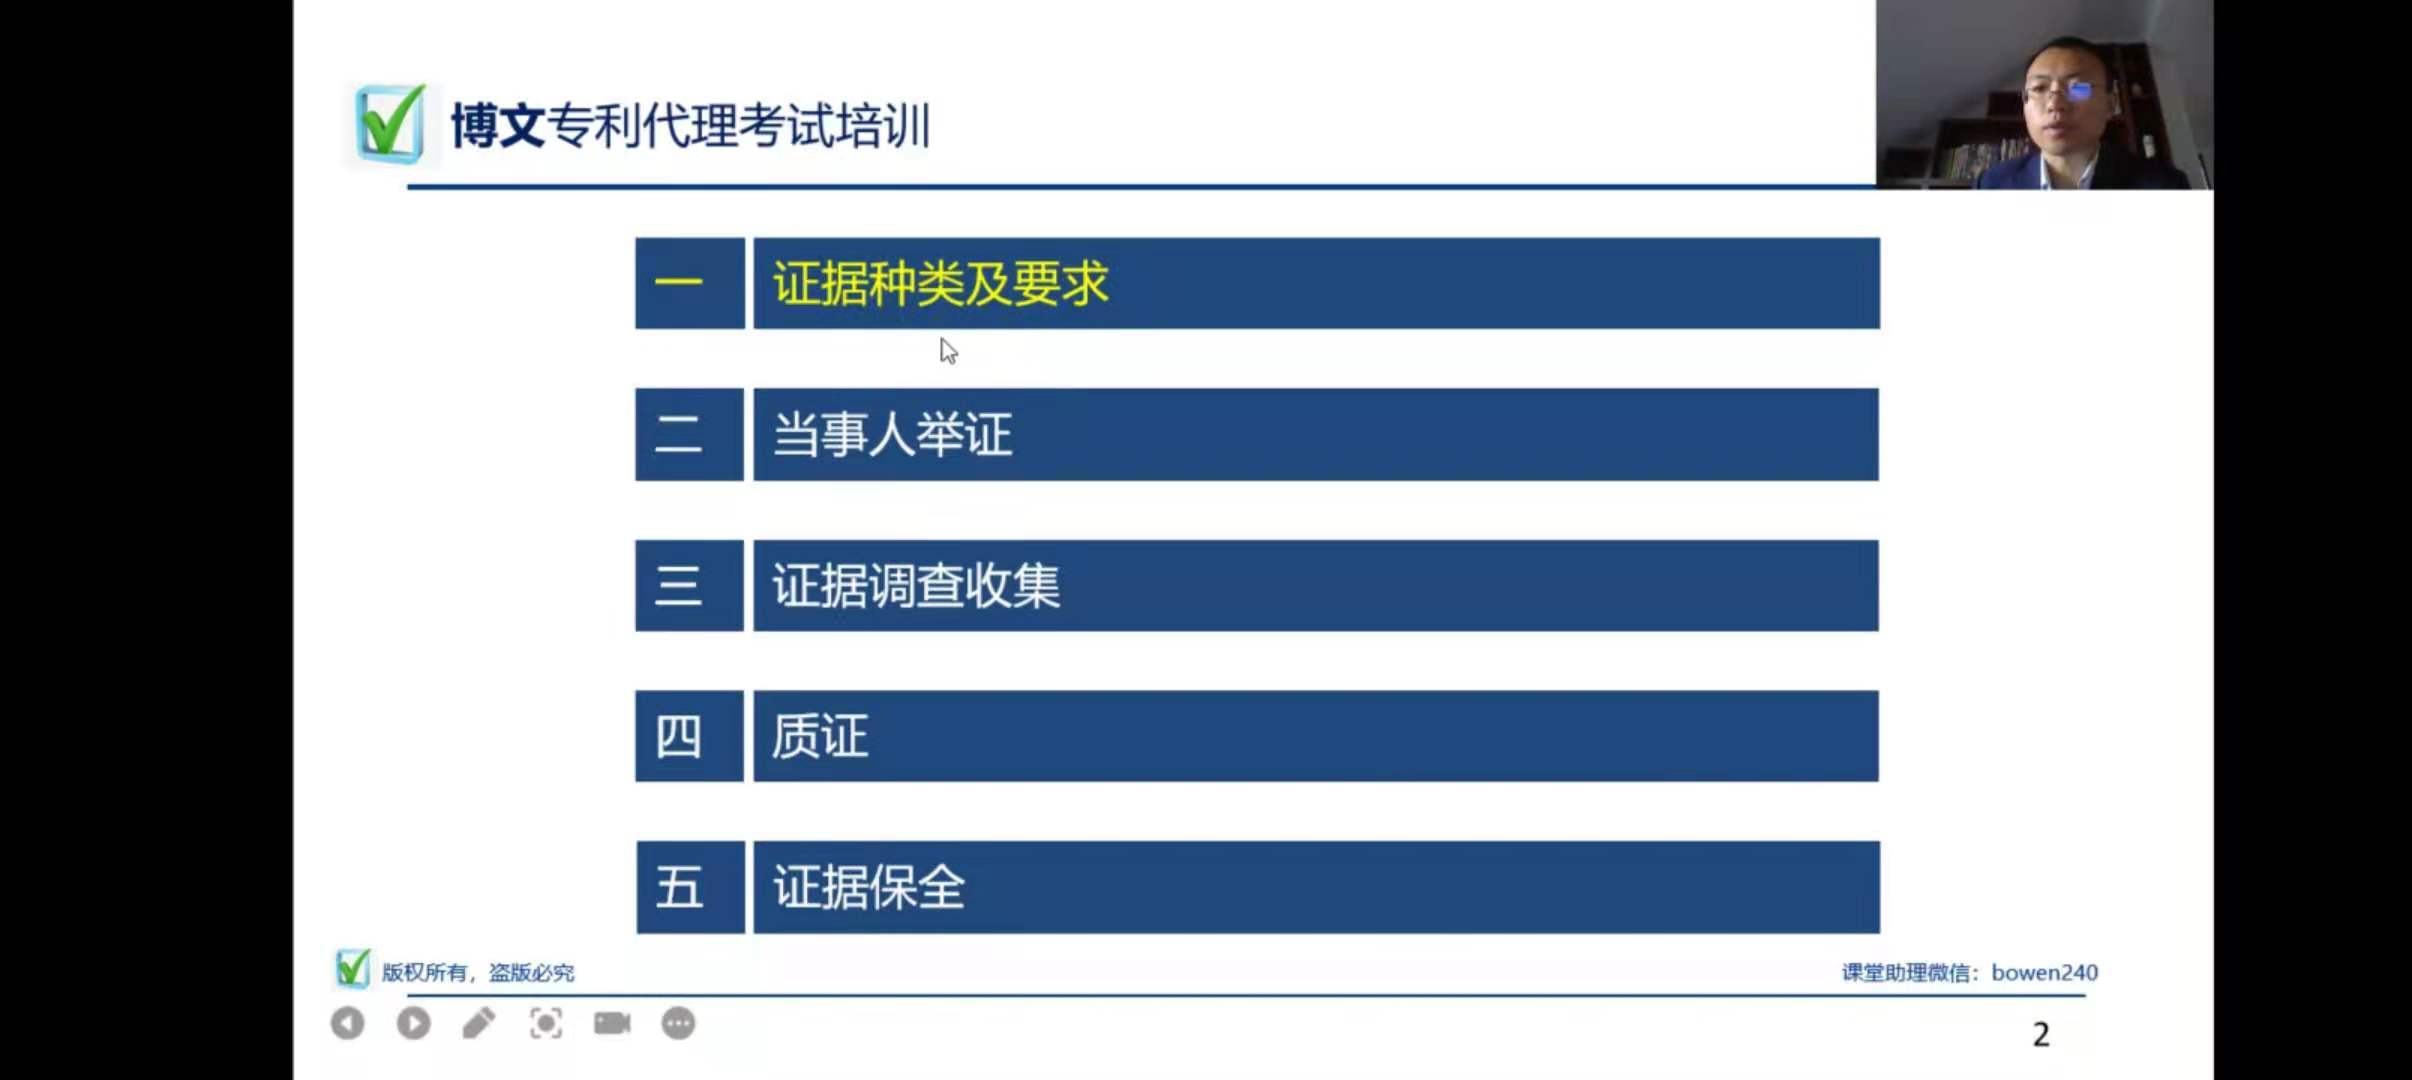 博文专利代理考试培训
一 证据种类及要求
二 当事人举证
三 证据调查收集
四 质证
五 证据保全
版权所有，盗版必究
课堂助理微信：bowen240
2